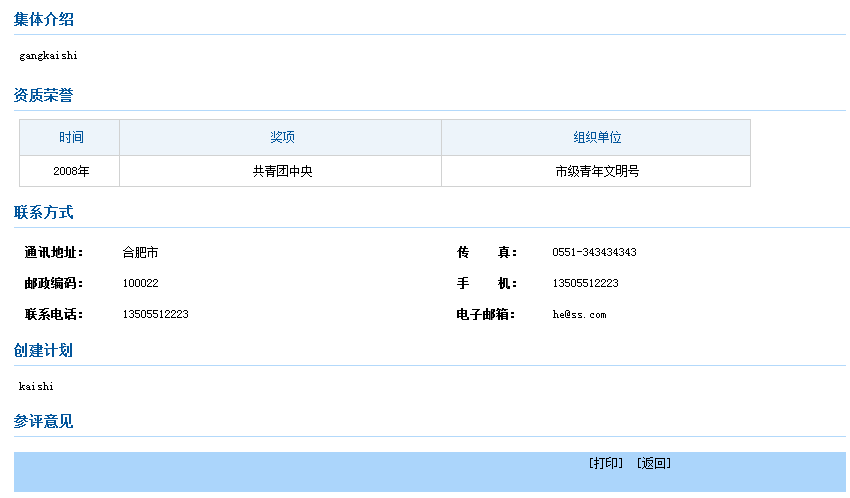 集体介绍
gangkaishi
资质荣誉
时间 奖项 组织单位
2008年 共青团中央 市级青年文明号
联系方式
通讯地址： 合肥市 传 真： 0551-343434343
邮政编码： 100022 手 机： 13505512223
联系电话： 13505512223 电子邮箱： he@ss.com
创建计划
kaishi
参评意见
[打印] [返回]